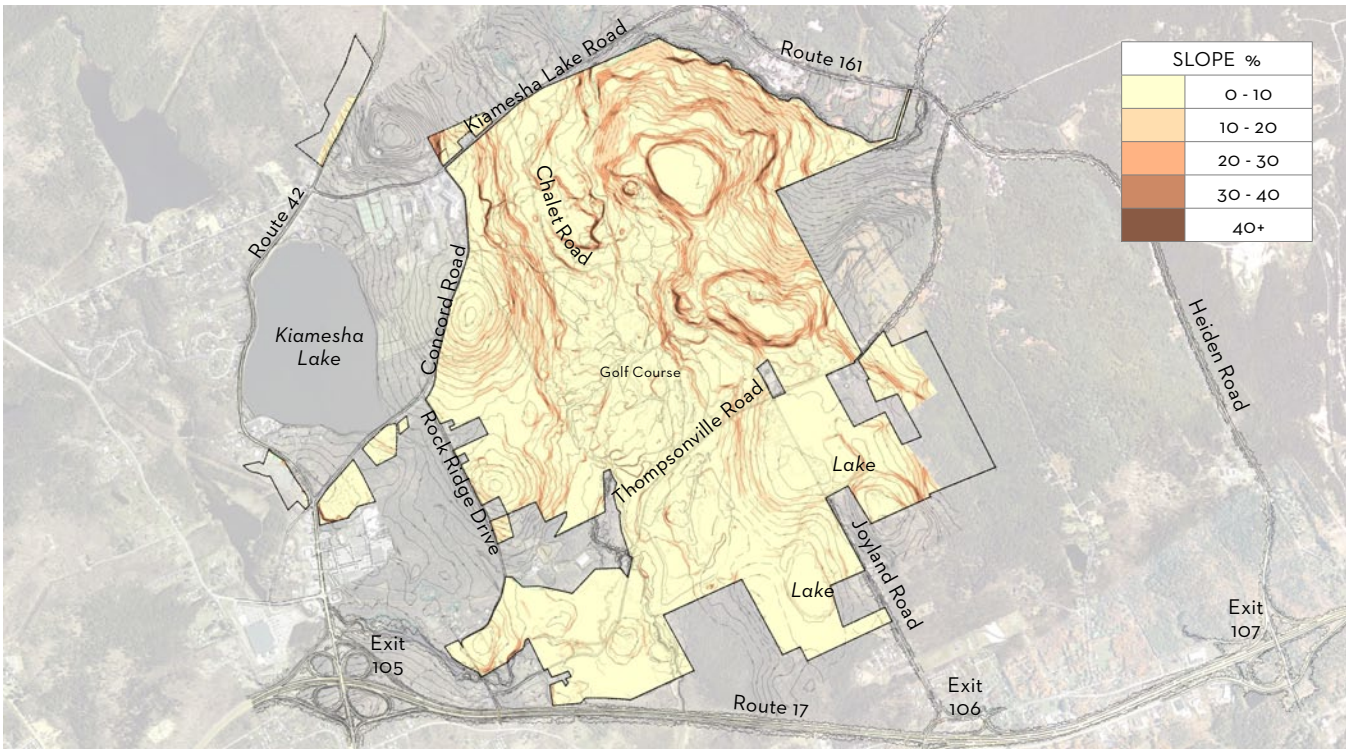 Route 161
Kiamesha Lake Road
SLOPE %
0 - 10
10 - 20
20 - 30
30 - 40
40+
Chalet Road
Route 42
Concord Road
Kiamesha
Lake
Golf Course
Heiden Road
Thompsonville Road
Rock Ridge Drive
Lake
Joyland Road
Lake
Exit
105
Exit
107
Exit
106
Route 17